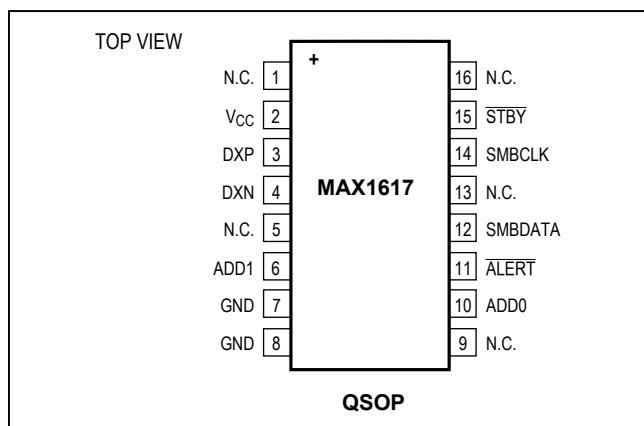 TOP VIEW
+
N.C. 1 16 N.C.
VCC 2 15 STBY
DXP 3 14 SMBCLK
DXN 4 MAX1617 13 N.C.
N.C. 5 12 SMBDATA
ADD1 6 11 ALERT
GND 7 10 ADD0
GND 8 9 N.C.
QSOP